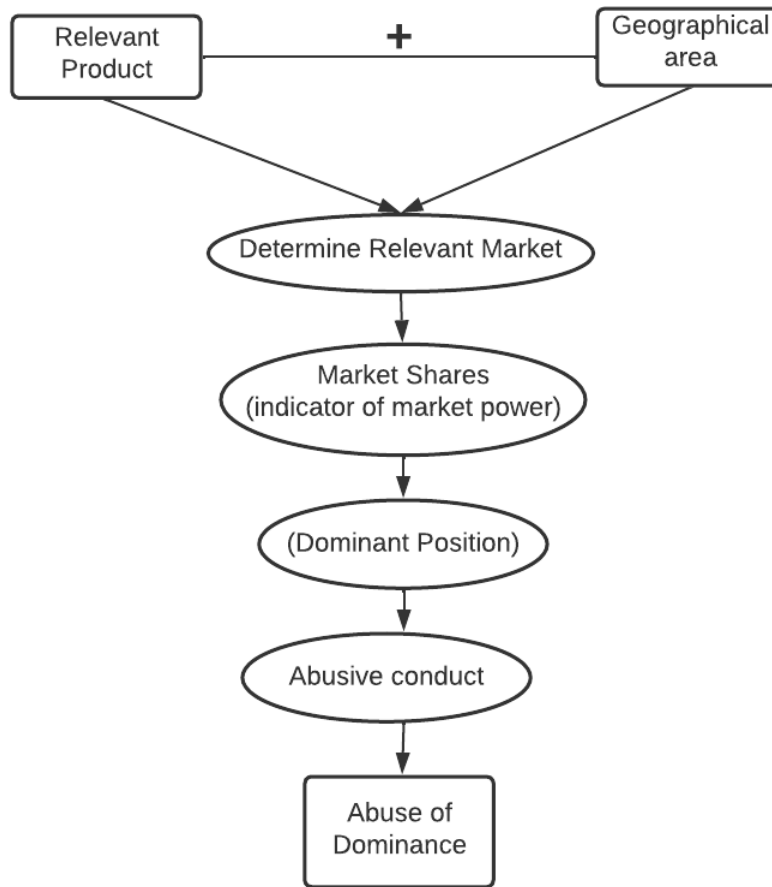 Relevant
Product
+
Geographical
area
Determine Relevant Market
Market Shares
(indicator of market power)
(Dominant Position)
Abusive conduct
Abuse of
Dominance